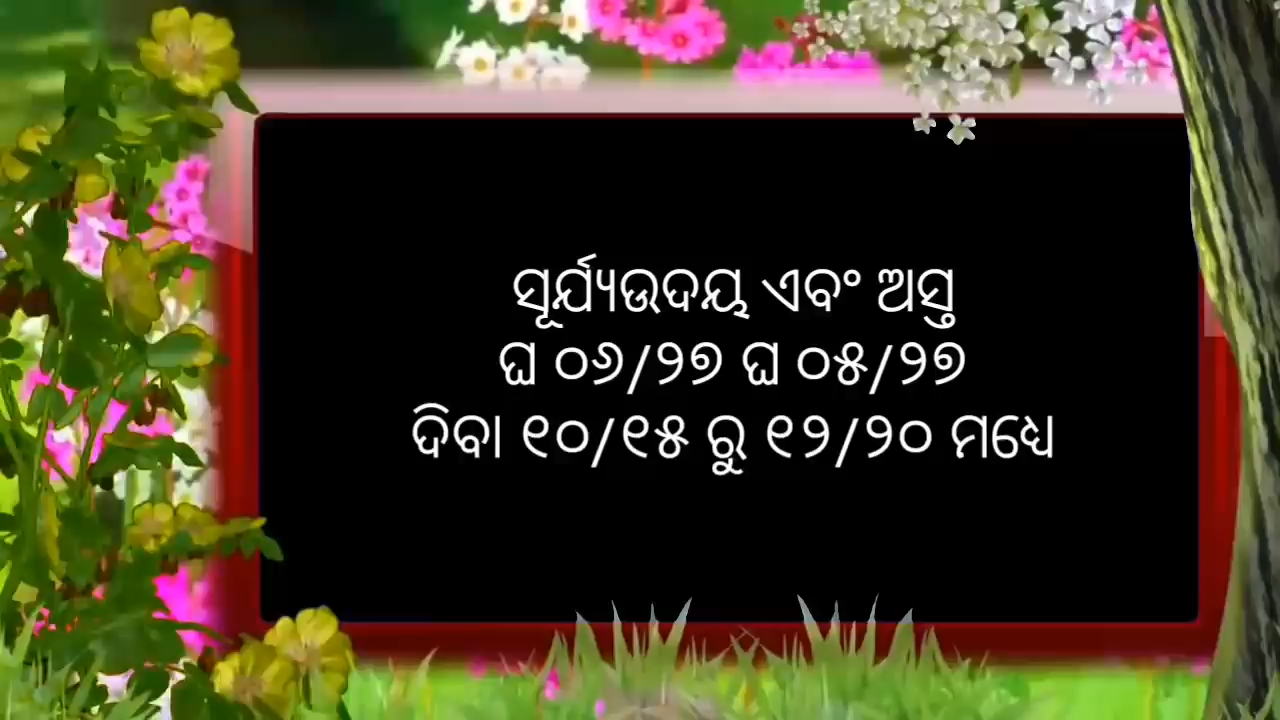 ସୂର୍ଯ୍ୟଉଦୟ ଏବଂ ଅସ୍ତ
ଘ ୦୬/୨୭ ଘ ୦୫/୨୭
ଦିବା ୧୦/୧୫ ରୁ ୧୨/୨୦ ମଧ୍ୟେ